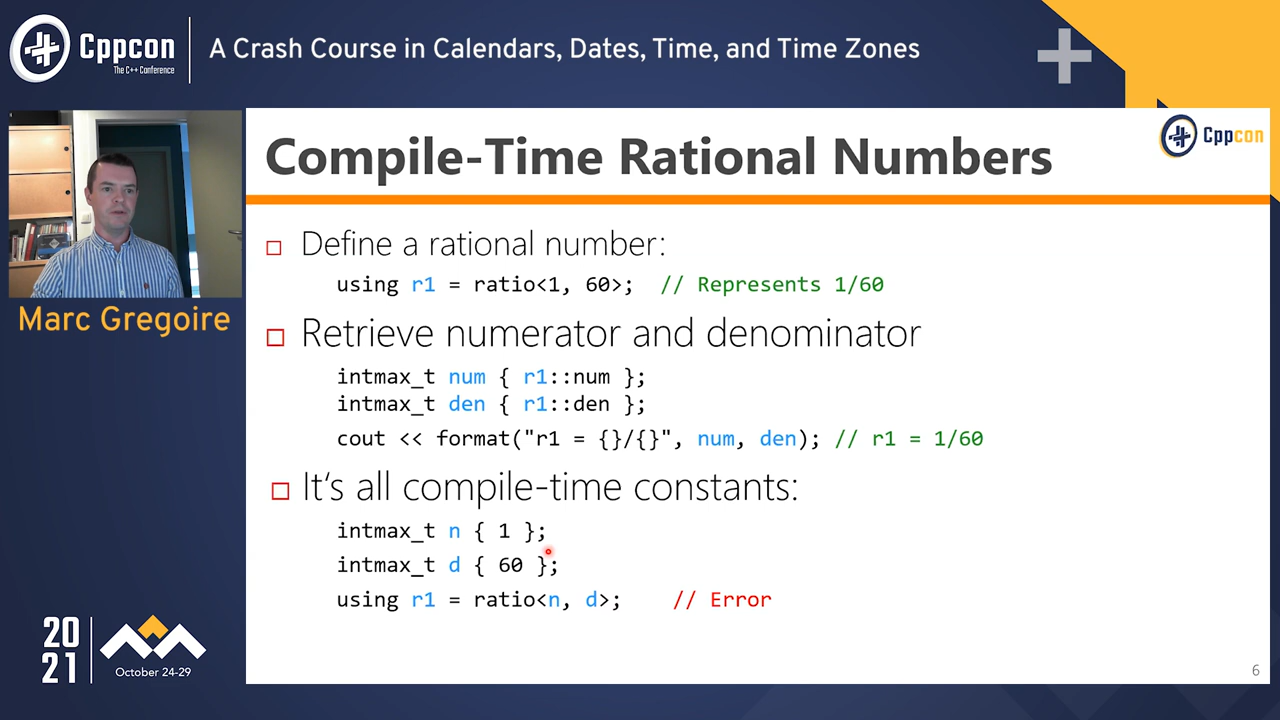 Cppcon
The C++ Conference
A Crash Course in Calendars, Dates, Time, and Time Zones
Cppcon
Compile-Time Rational Numbers
Marc Gregoire
Define a rational number:
using r1 = ratio<1, 60>; // Represents 1/60
Retrieve numerator and denominator
intmax_t num { r1::num };
intmax_t den { r1::den };
cout << format("r1 = {}/{}", num, den); // r1 = 1/60
It's all compile-time constants:
intmax_t n { 1 };
intmax_t d { 60 };
using r1 = ratio<n, d>; // Error
20
21
October 24-29
6